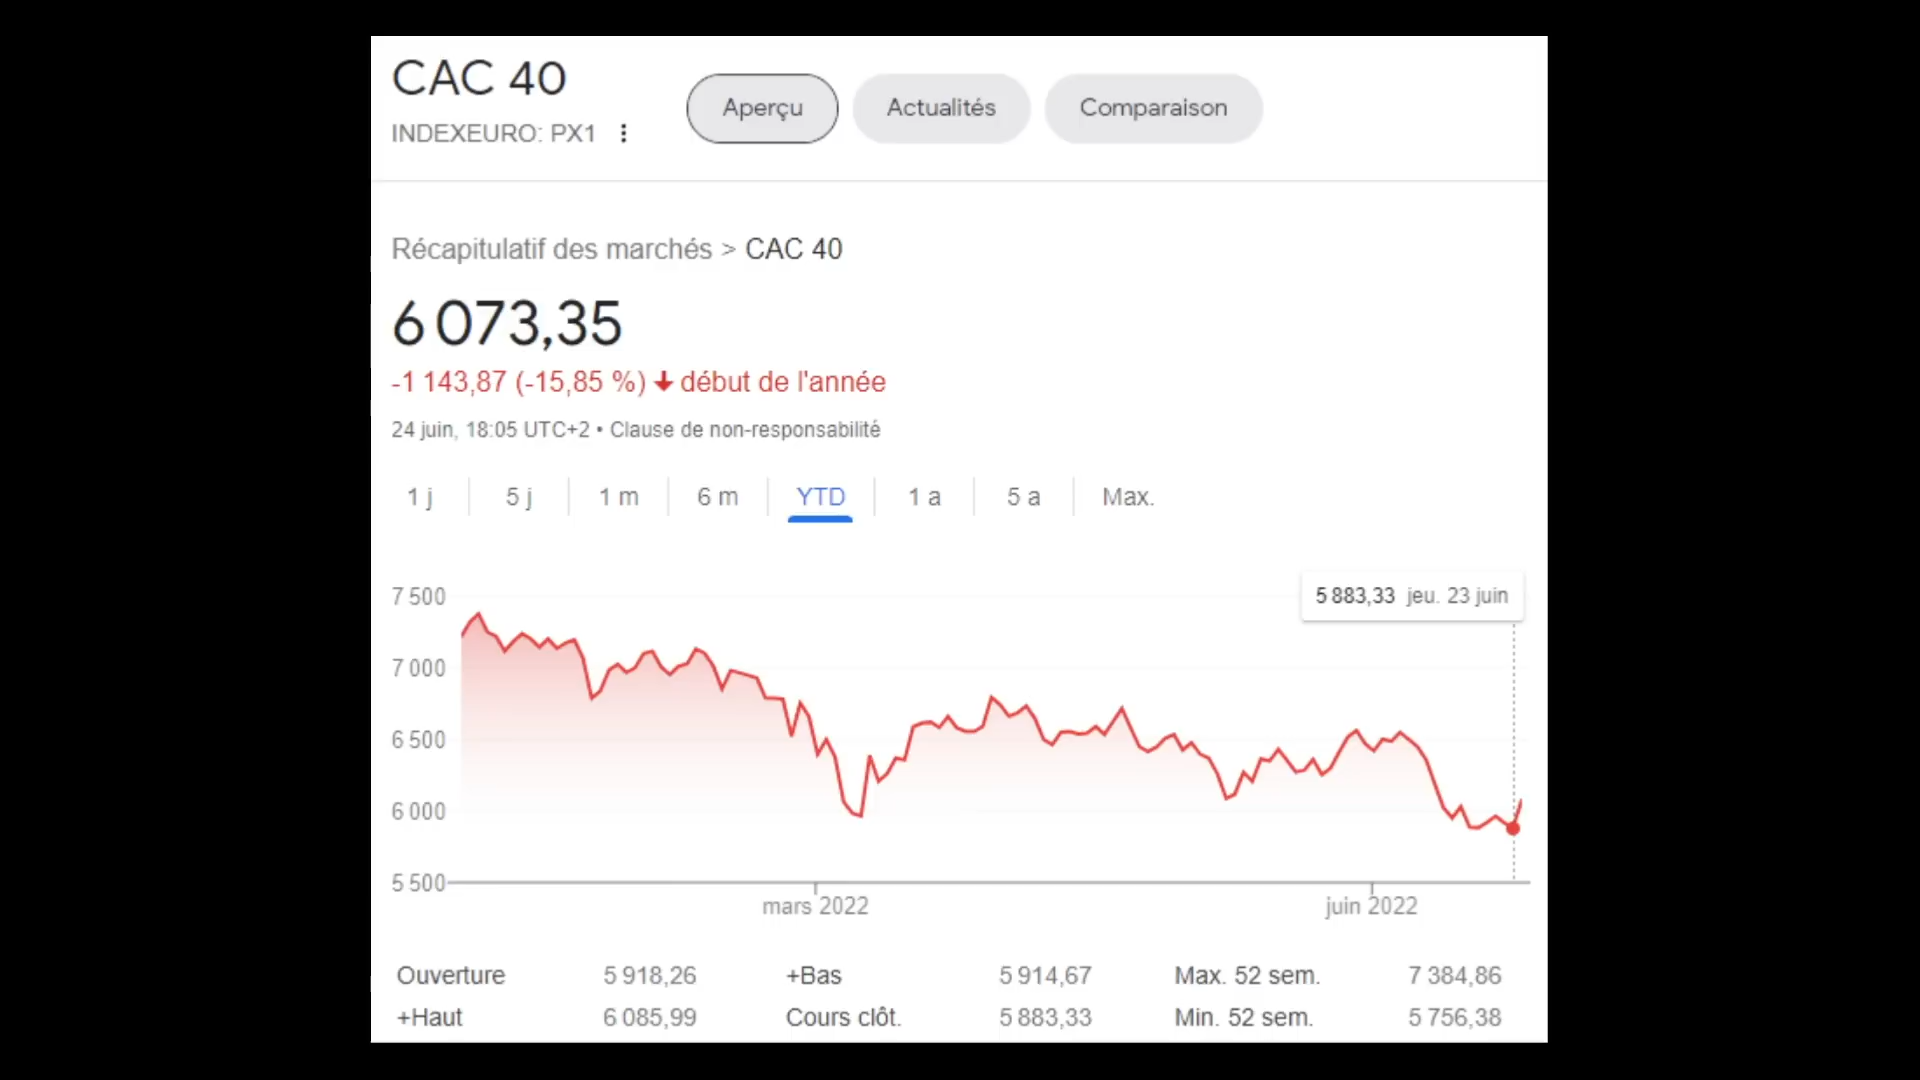 CAC 40
INDEXEURO: PX1
Aperçu
Actualités
Comparaison
Récapitulatif des marchés > CAC 40
6 073,35
-1 143,87 (-15,85 %) ↓ début de l'année
24 juin, 18:05 UTC+2 • Clause de non-responsabilité
1 j 5 j 1 m 6 m YTD 1 a 5 a Max.
5 883,33 jeu. 23 juin
7 500
7 000
6 500
6 000
5 500
mars 2022 juin 2022
Ouverture 5 918,26 +Bas 5 914,67 Max. 52 sem. 7 384,86
+Haut 6 085,99 Cours clôt. 5 883,33 Min. 52 sem. 5 756,38